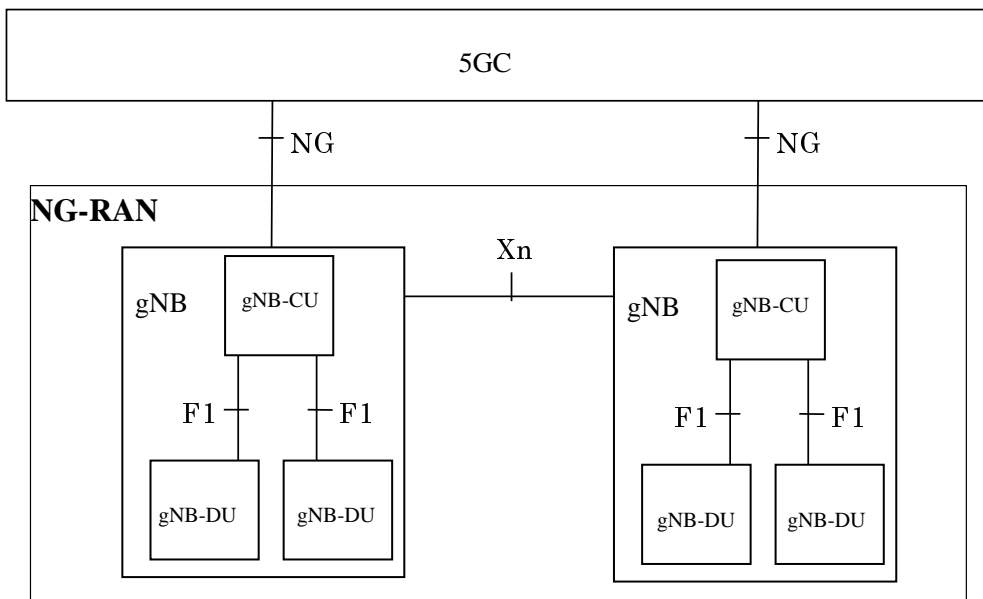 5GC
NG
NG
NG-RAN
Xn
gNB
gNB-CU
gNB
gNB-CU
F1
F1
F1
F1
gNB-DU
gNB-DU
gNB-DU
gNB-DU